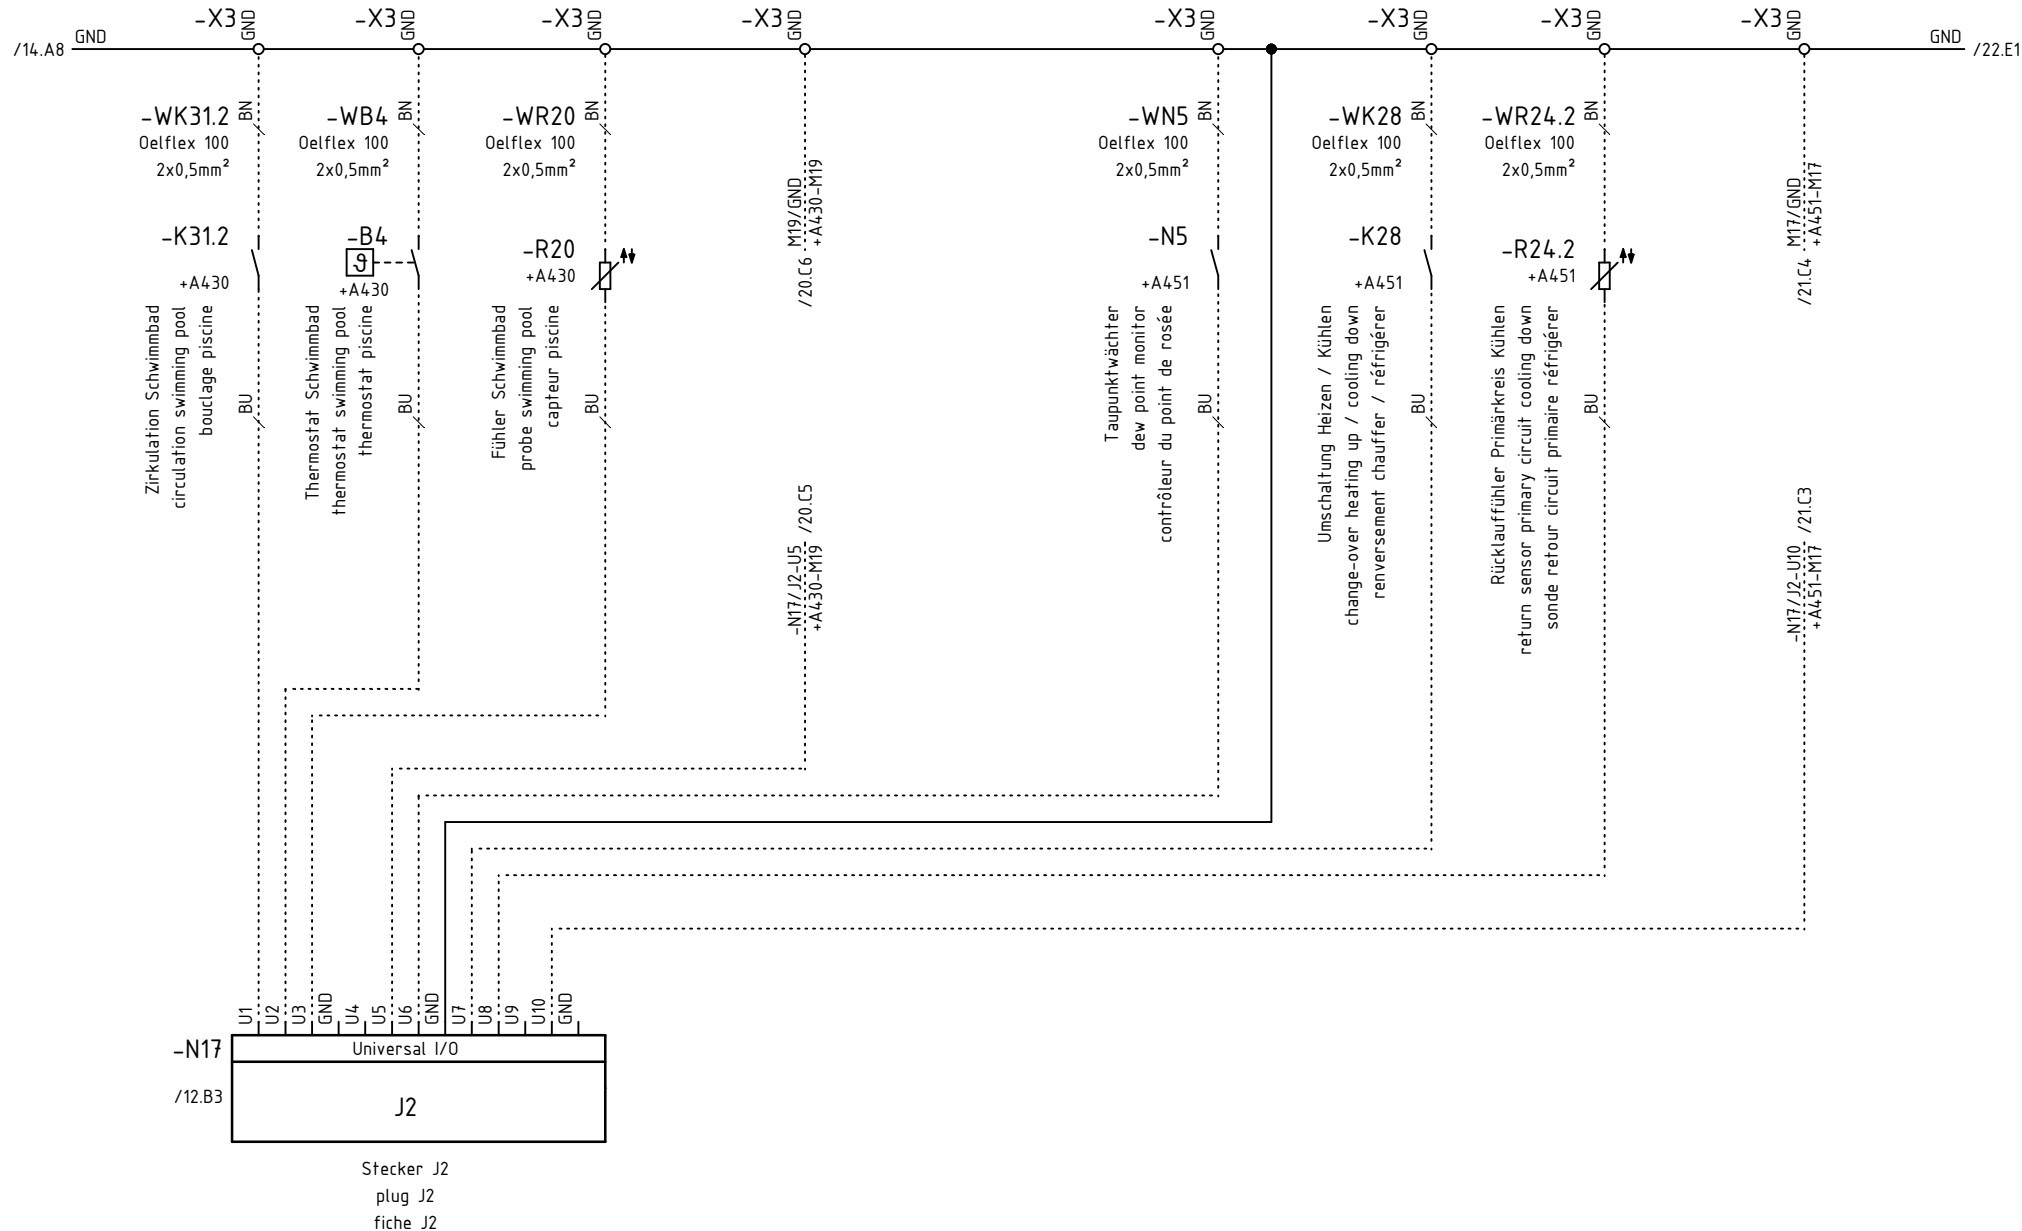 -X3 GND
-X3 GND
-X3 GND
-X3 GND
-X3 GND
-X3 GND
-X3 GND
-X3 GND
/14.A8 GND
GND /22.E1
-WK31.2 BN
Oelflex 100
2x0,5mm²
-WB4 BN
Oelflex 100
2x0,5mm²
-WR20 BN
Oelflex 100
2x0,5mm²
/20.C6 M19/GND
+A430-M19
-WN5 BN
Oelflex 100
2x0,5mm²
-WK28 BN
Oelflex 100
2x0,5mm²
-WR24.2 BN
Oelflex 100
2x0,5mm²
/21.C4 M17/GND
+A451-M17
-K31.2
+A430
-B4
ϑ
+A430
-R20
+A430
-N5
+A451
-K28
+A451
-R24.2
+A451
Zirkulation Schwimmbad
circulation swimming pool
bouclage piscine
BU
Thermostat Schwimmbad
thermostat swimming pool
thermostat piscine
BU
Fühler Schwimmbad
probe swimming pool
capteur piscine
BU
-N17/J2-U5 /20.C5
+A430-M19
Taupunktwächter
dew point monitor
contrôleur du point de rosée
BU
Umschaltung Heizen / Kühlen
change-over heating up / cooling down
renversement chauffer / réfrigérer
BU
Rücklauffühler Primärkreis Kühlen
return sensor primary circuit cooling down
sonde retour circuit primaire réfrigérer
BU
-N17/J2-U10 /21.C3
+A451-M17
U1
U2
U3
GND
U4
U5
U6
GND
U7
U8
U9
U10
GND
-N17
Universal I/O
/12.B3
J2
Stecker J2
plug J2
fiche J2